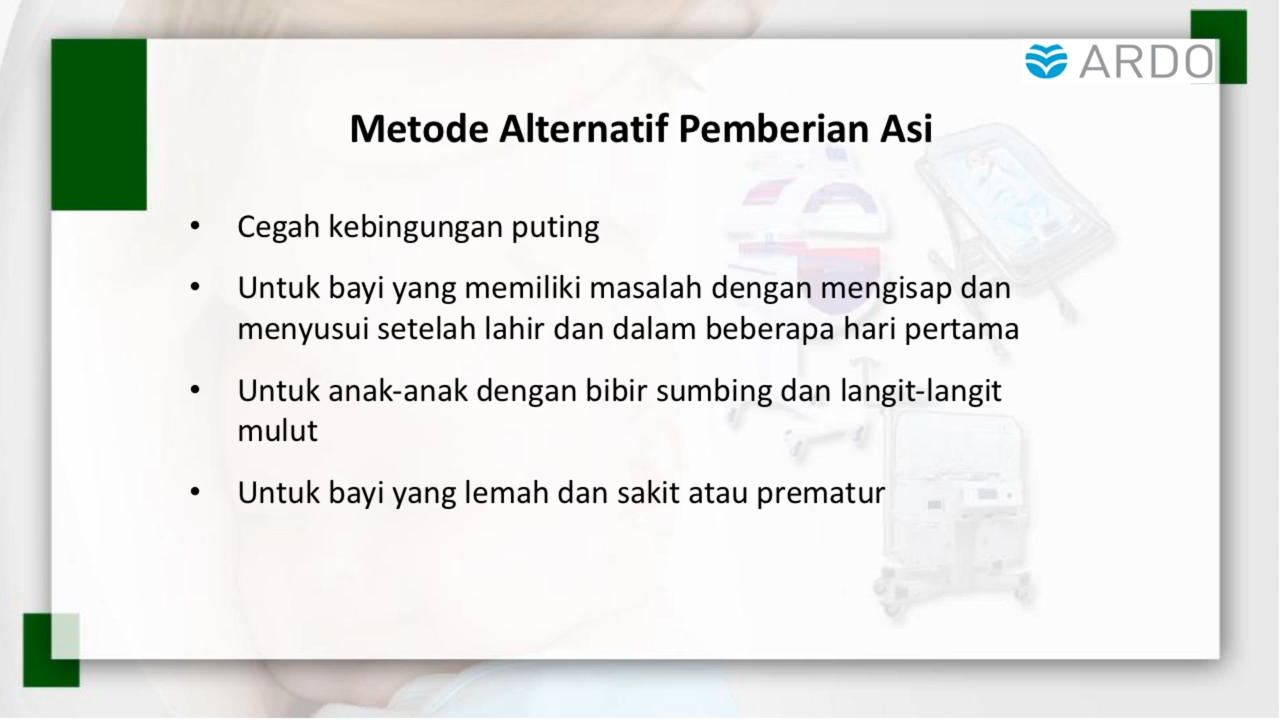 ARDO
Metode Alternatif Pemberian Asi
• Cegah kebingungan puting
• Untuk bayi yang memiliki masalah dengan mengisap dan
menyusui setelah lahir dan dalam beberapa hari pertama
• Untuk anak-anak dengan bibir sumbing dan langit-langit
mulut
• Untuk bayi yang lemah dan sakit atau prematur